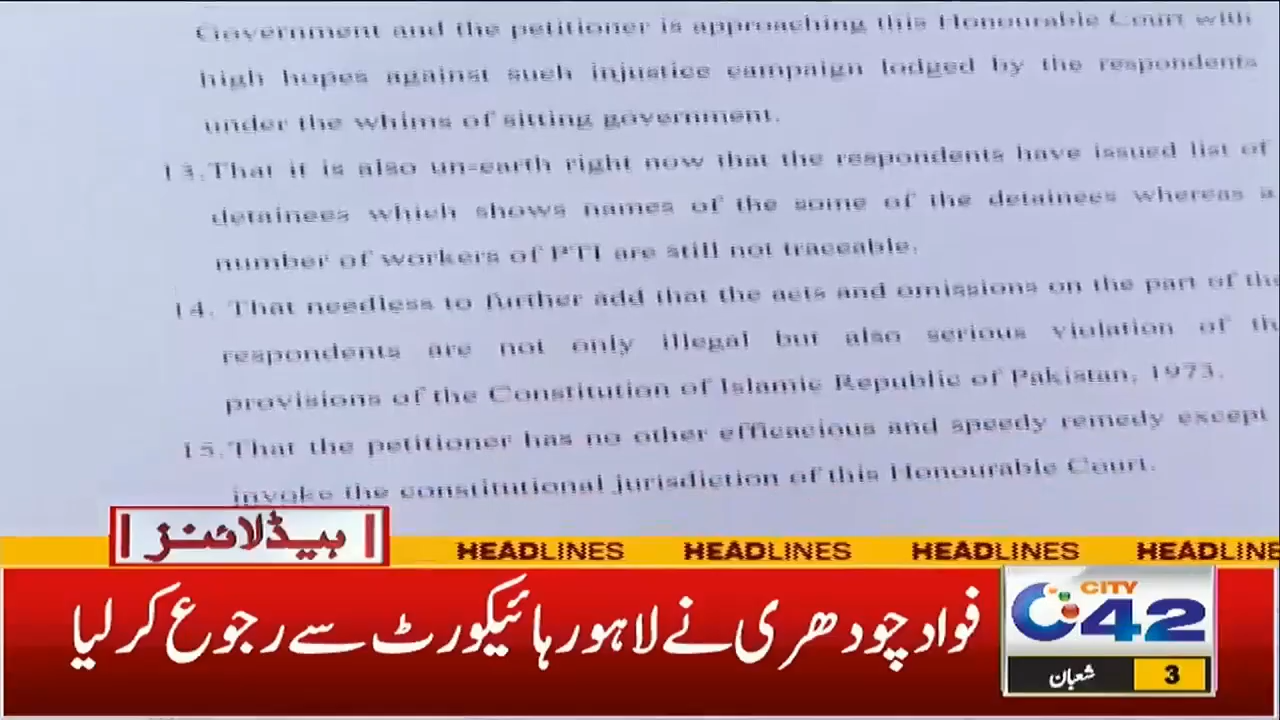 Government and the petitioner is approaching this Honourable Court with
high hopes against such injustice campaign lodged by the respondents
under the whims of sitting government.
13.That it is also un-earth right now that the respondents have issued list of
detainees which shows names of the some of the detainees whereas a
number of workers of PTI are still not traceable.
14. That needless to further add that the acts and omissions on the part of the
respondents are not only illegal but also serious violation of th
provisions of the Constitution of Islamic Republic of Pakistan, 1973.
15.That the petitioner has no other efficacious and speedy remedy except
invoke the constitutional jurisdiction of this Honourable Court.
ہیڈلائنز
HEADLINES HEADLINES HEADLINES HEADLINE
فواد چودھری نے لاہور ہائیکورٹ سے رجوع کر لیا
CITY
42
شعبان 3